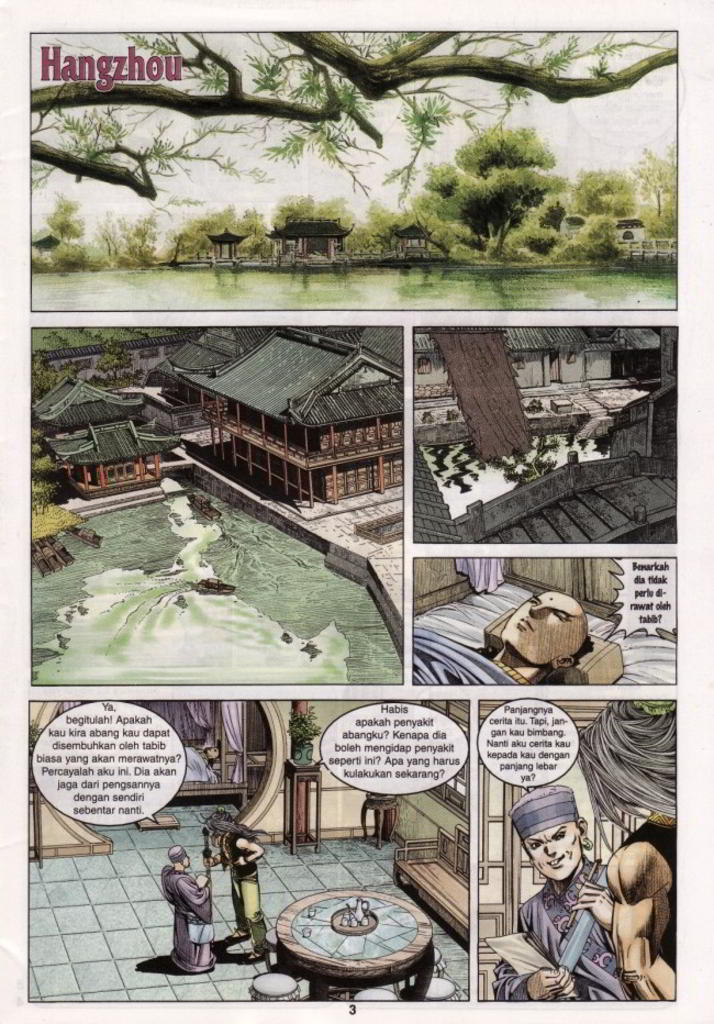 Hangzhou
Benarkah
dia tidak
perlu di-
rawat oleh
tabib?
Ya,
begitulah! Apakah
kau kira abang kau dapat
disembuhkan oleh tabib
biasa yang akan merawatnya?
Percayalah aku ini. Dia akan
jaga dari pengsannya
dengan sendiri
sebentar nanti.
Habis
apakah penyakit
abangku? Kenapa dia
boleh mengidap penyakit
seperti ini? Apa yang harus
kulakukan sekarang?
Panjangnya
cerita itu. Tapi, jan-
gan kau bimbang.
Nanti aku cerita kau
kepada kau dengan
panjang lebar
ya?
3